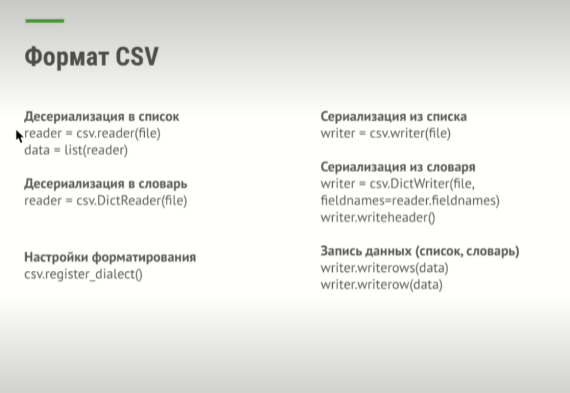 Формат CSV
Десериализация в список
reader = csv.reader(file)
data = list(reader)
Десериализация в словарь
reader = csv.DictReader(file)
Настройки форматирования
csv.register_dialect()
Сериализация из списка
writer = csv.writer(file)
Сериализация из словаря
writer = csv.DictWriter(file,
fieldnames=reader.fieldnames)
writer.writeheader()
Запись данных (список, словарь)
writer.writerows(data)
writer.writerow(data)